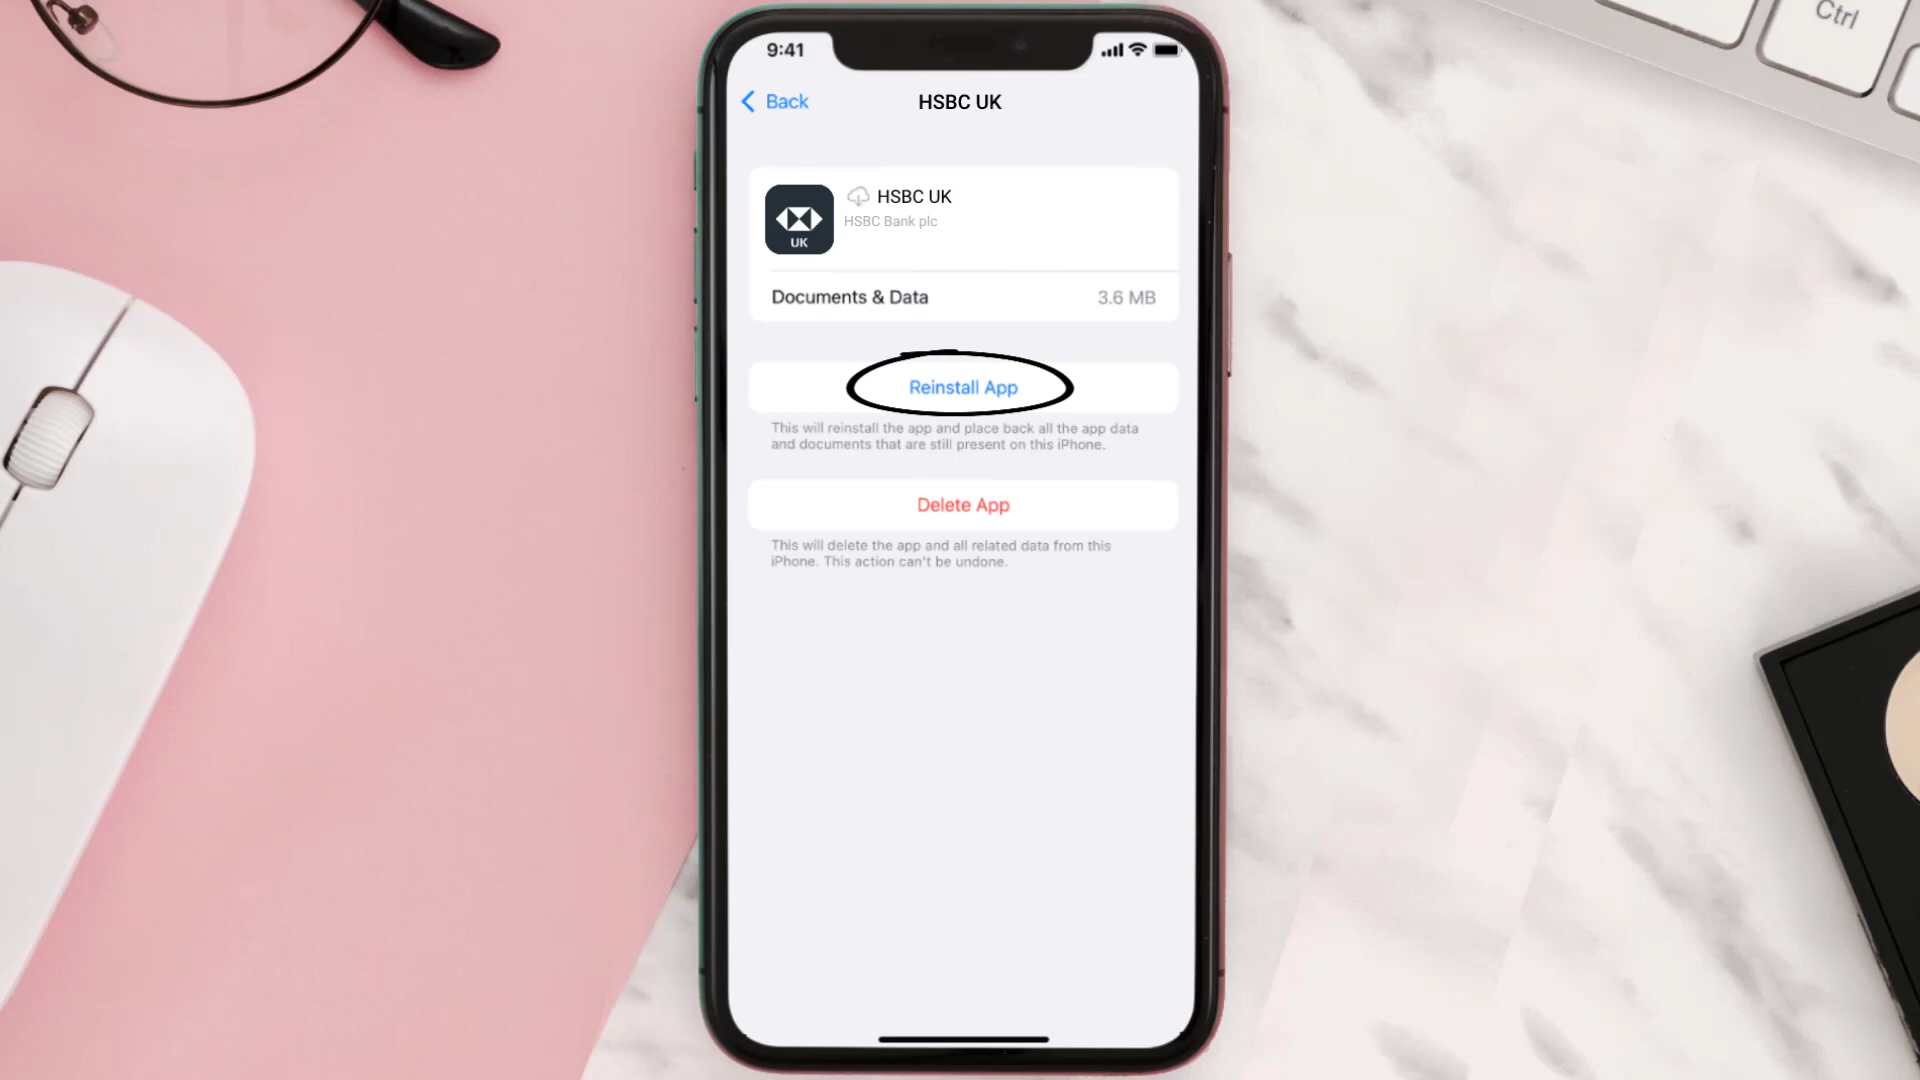 Ctrl
9:41
Back
HSBC UK
HSBC UK
HSBC Bank plc
UK
Documents & Data
3.6 MB
Reinstall App
This will reinstall the app and place back all the app data
and documents that are still present on this iPhone.
Delete App
This will delete the app and all related data from this
iPhone. This action can't be undone.